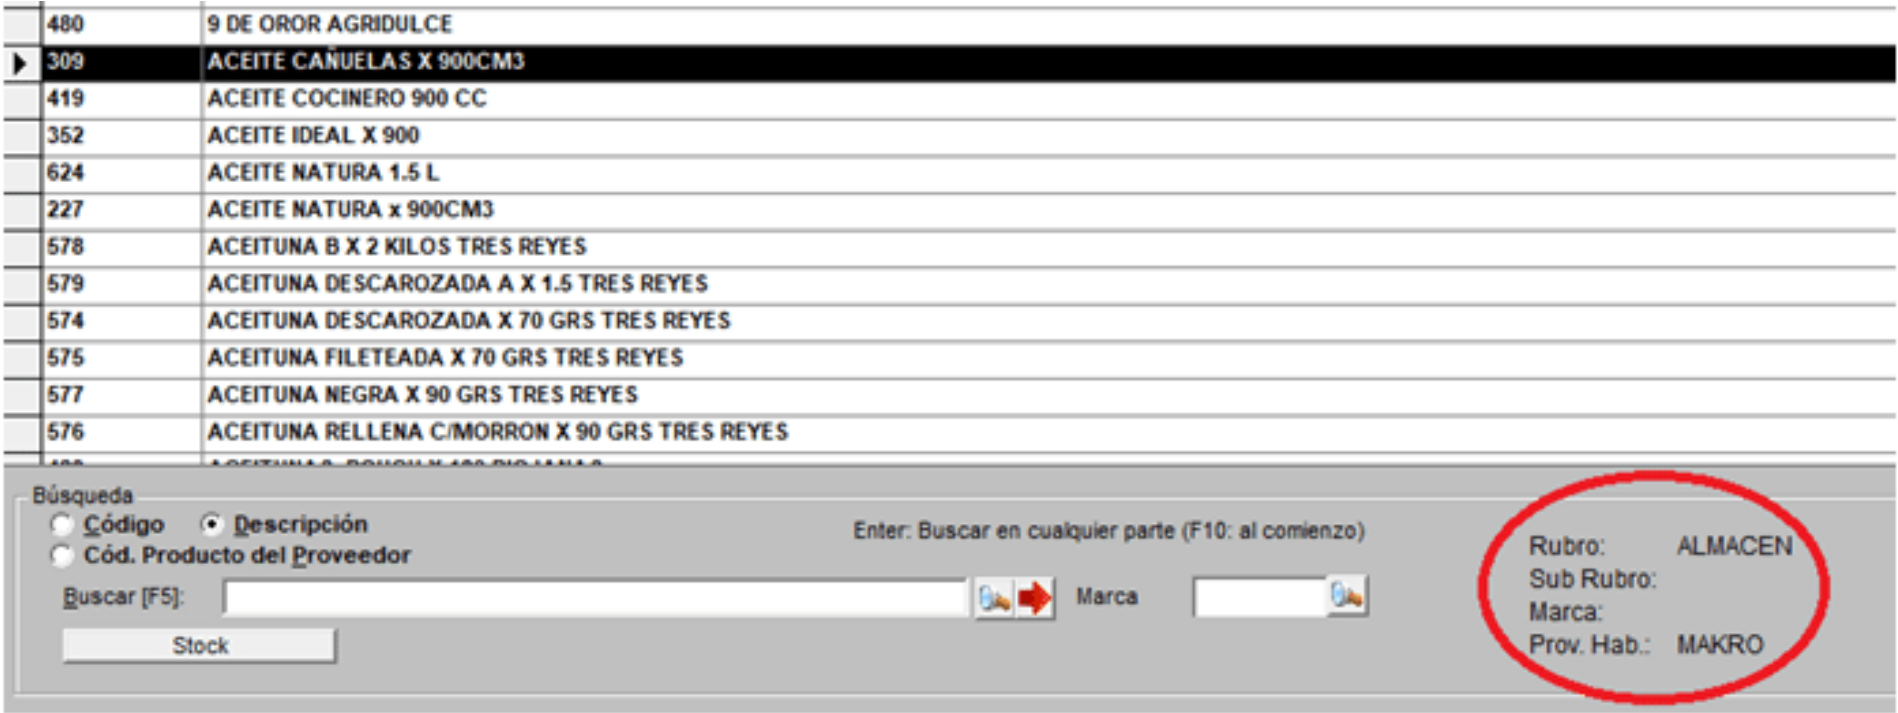 480 9 DE OROR AGRIDULCE
309 ACEITE CAÑUELAS X 900CM3
419 ACEITE COCINERO 900 CC
352 ACEITE IDEAL X 900
624 ACEITE NATURA 1.5 L
227 ACEITE NATURA x 900CM3
578 ACEITUNA B X 2 KILOS TRES REYES
579 ACEITUNA DESCAROZADA A X 1.5 TRES REYES
574 ACEITUNA DESCAROZADA X 70 GRS TRES REYES
575 ACEITUNA FILETEADA X 70 GRS TRES REYES
577 ACEITUNA NEGRA X 90 GRS TRES REYES
576 ACEITUNA RELLENA C/MORRON X 90 GRS TRES REYES
Búsqueda
Código Descripción
Cód. Producto del Proveedor
Enter: Buscar en cualquier parte (F10: al comienzo)
Buscar [F5]: Marca
Stock
Rubro: ALMACEN
Sub Rubro:
Marca:
Prov. Hab.: MAKRO